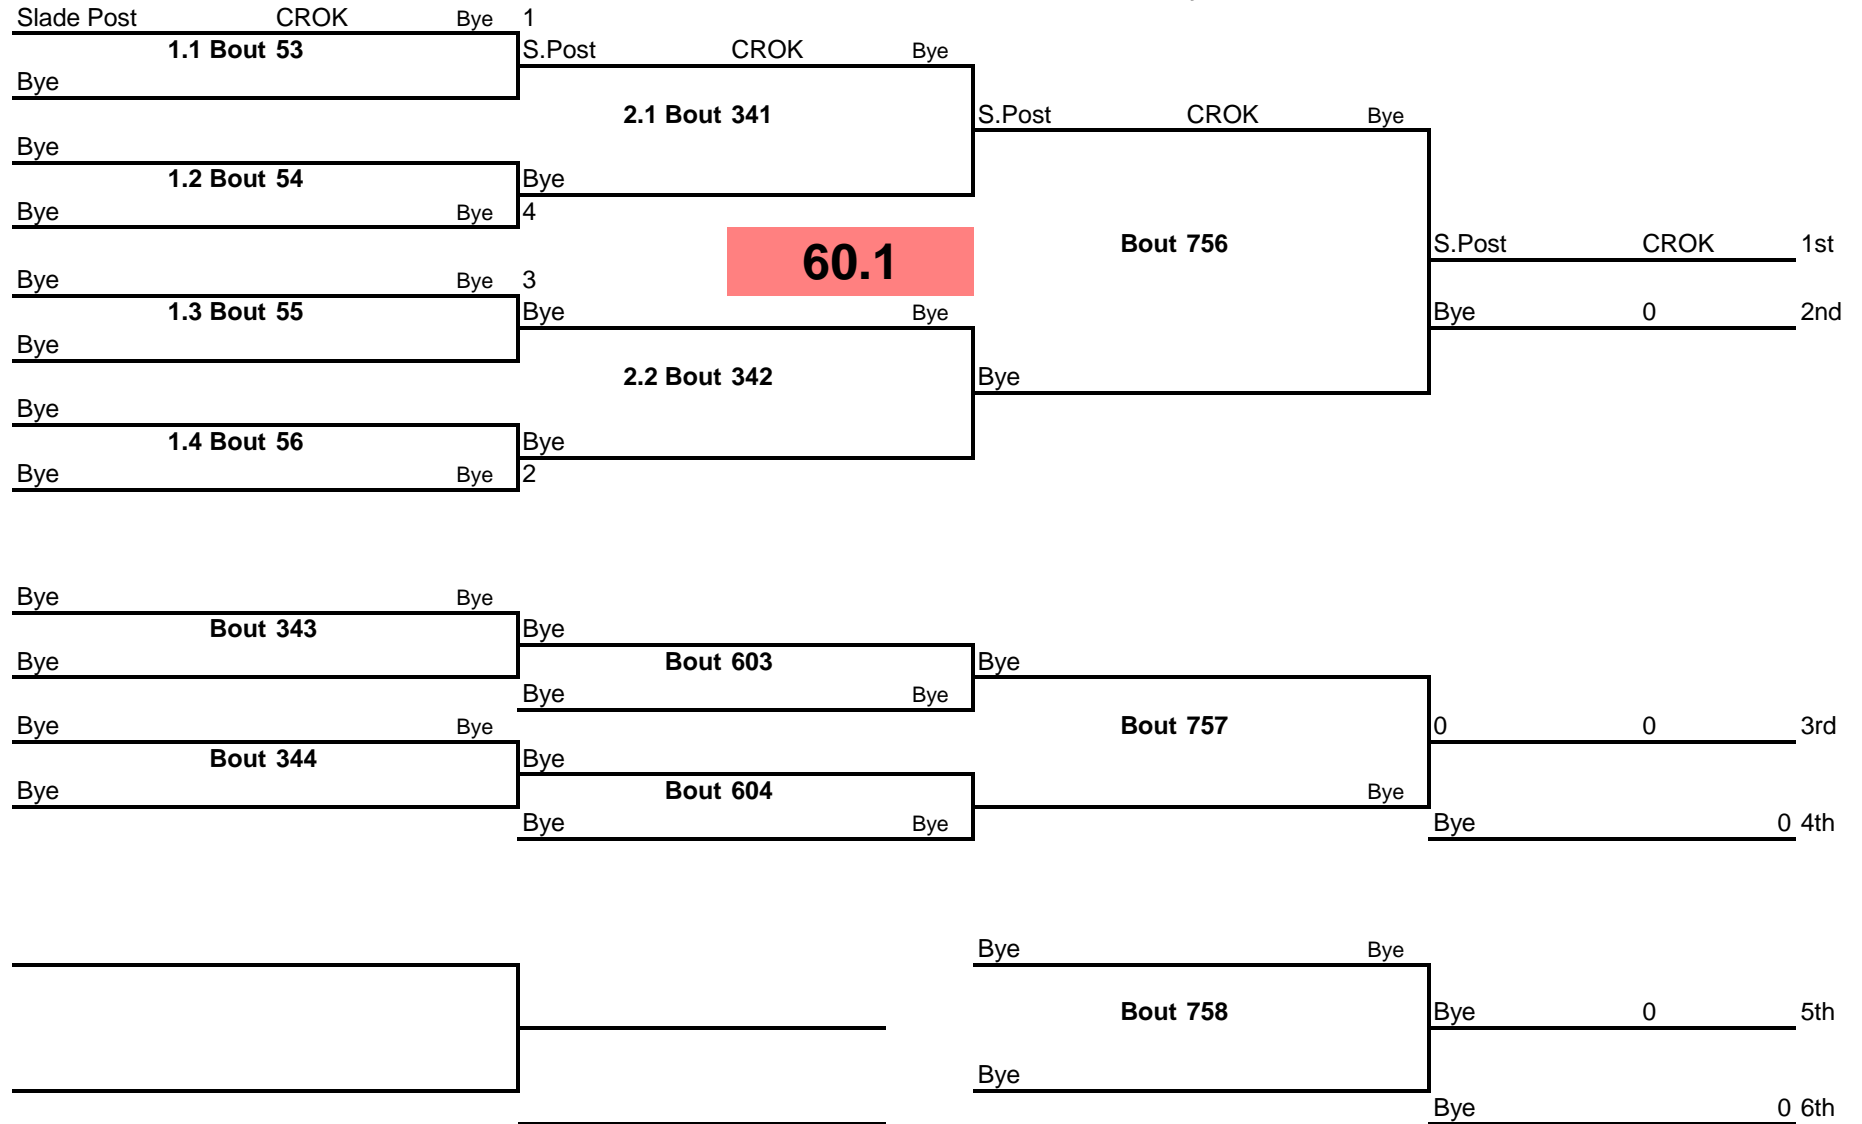 Slade Post CROK Bye 1
1.1 Bout 53 S.Post CROK Bye
Bye
2.1 Bout 341 S.Post CROK Bye
Bye
1.2 Bout 54 Bye
Bye Bye 4
60.1 Bout 756 S.Post CROK 1st
Bye Bye 3
1.3 Bout 55 Bye Bye Bye 0 2nd
Bye
2.2 Bout 342 Bye
Bye
1.4 Bout 56 Bye
Bye Bye 2
Bye Bye
Bout 343 Bye
Bye Bout 603 Bye
Bye Bye
Bye Bye Bout 757 0 0 3rd
Bout 344 Bye
Bye Bout 604 Bye
Bye Bye Bye 0 4th
Bye Bye
Bout 758 Bye 0 5th
Bye
Bye 0 6th